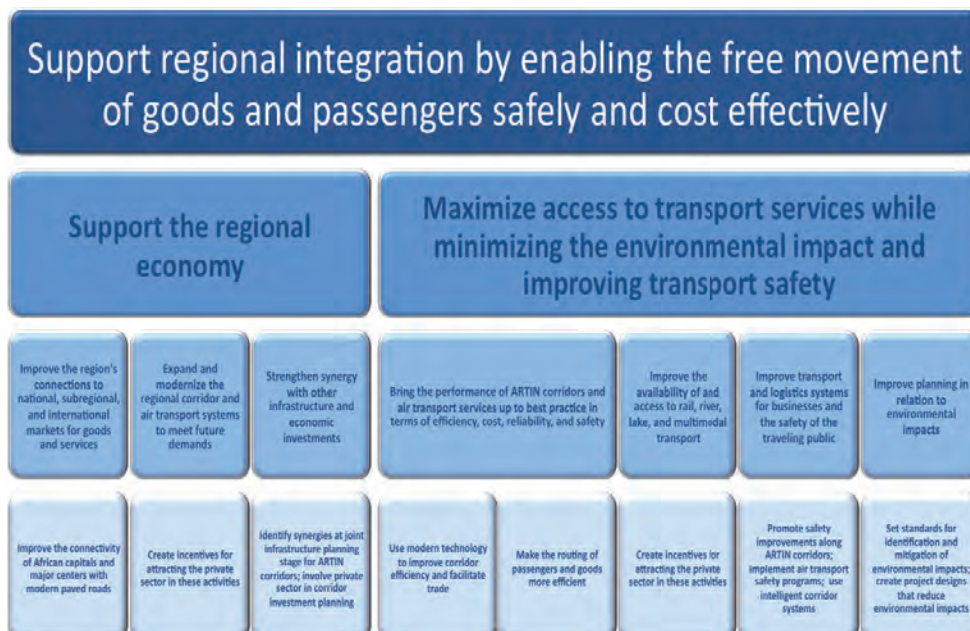 Support regional integration by enabling the free movement
of goods and passengers safely and cost effectively
Support the regional
economy
Maximize access to transport services while
minimizing the environmental impact and
improving transport safety
Improve the region's
connections to
national, subregional,
and international
markets for goods
and services
Expand and
modernize the
regional corridor and
air transport systems
to meet future
demands
Strengthen synergy
with other
infrastructure and
economic
investments
Bring the performance of ARTIN corridors and
air transport services up to best practice in
terms of efficiency, cost, reliability, and safety
Improve the
availability of and
access to rail, river,
lake, and multimodal
transport
Improve transport
and logistics systems
for businesses and
the safety of the
traveling public
Improve planning in
relation to
environmental
impacts
Improve the connectivity
of African capitals and
major centers with
modern paved roads
Create incentives for
attracting the private
sector in these activities
Identify synergies at joint
infrastructure planning
stage for ARTIN
corridors; involve private
sector in corridor
investment planning
Use modern technology
to improve corridor
efficiency and facilitate
trade
Make the routing of
passengers and goods
more efficient
Create incentives for
attracting the private
sector in these activities
Promote safety
improvements along
ARTIN corridors;
implement air transport
safety programs; use
intelligent corridor
systems
Set standards for
identification and
mitigation of
environmental impacts;
create project designs
that reduce
environmental impacts